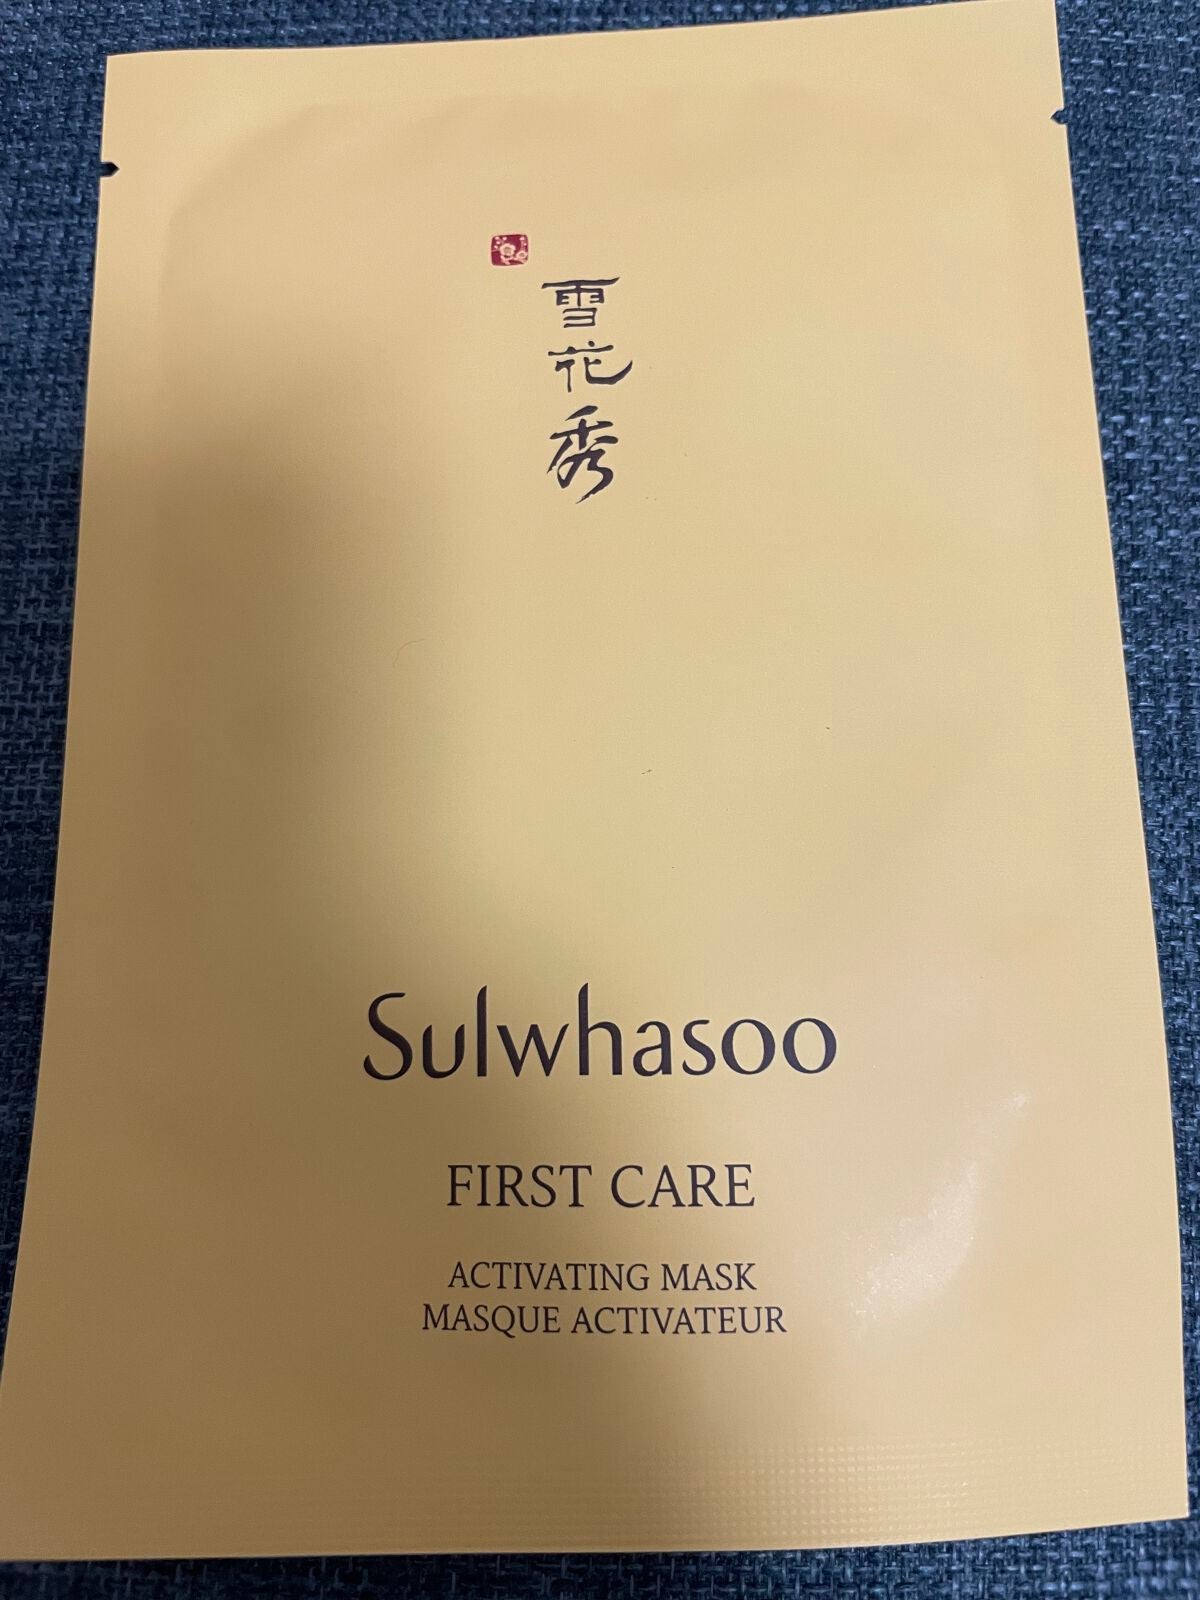 雪花秀
Sulwhasoo
FIRST CARE
ACTIVATING MASK
MASQUE ACTIVATEUR